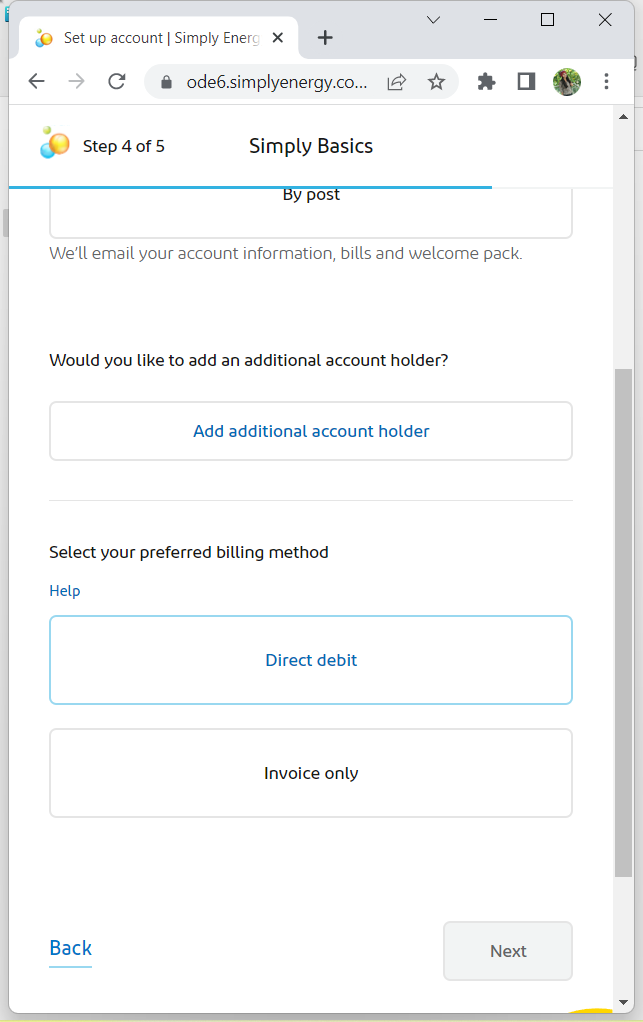 Set up account | Simply Energ
ode6.simplyenergy.co...
Step 4 of 5
Simply Basics
By post
We’ll email your account information, bills and welcome pack.
Would you like to add an additional account holder?
Add additional account holder
Select your preferred billing method
Help
Direct debit
Invoice only
Back
Next